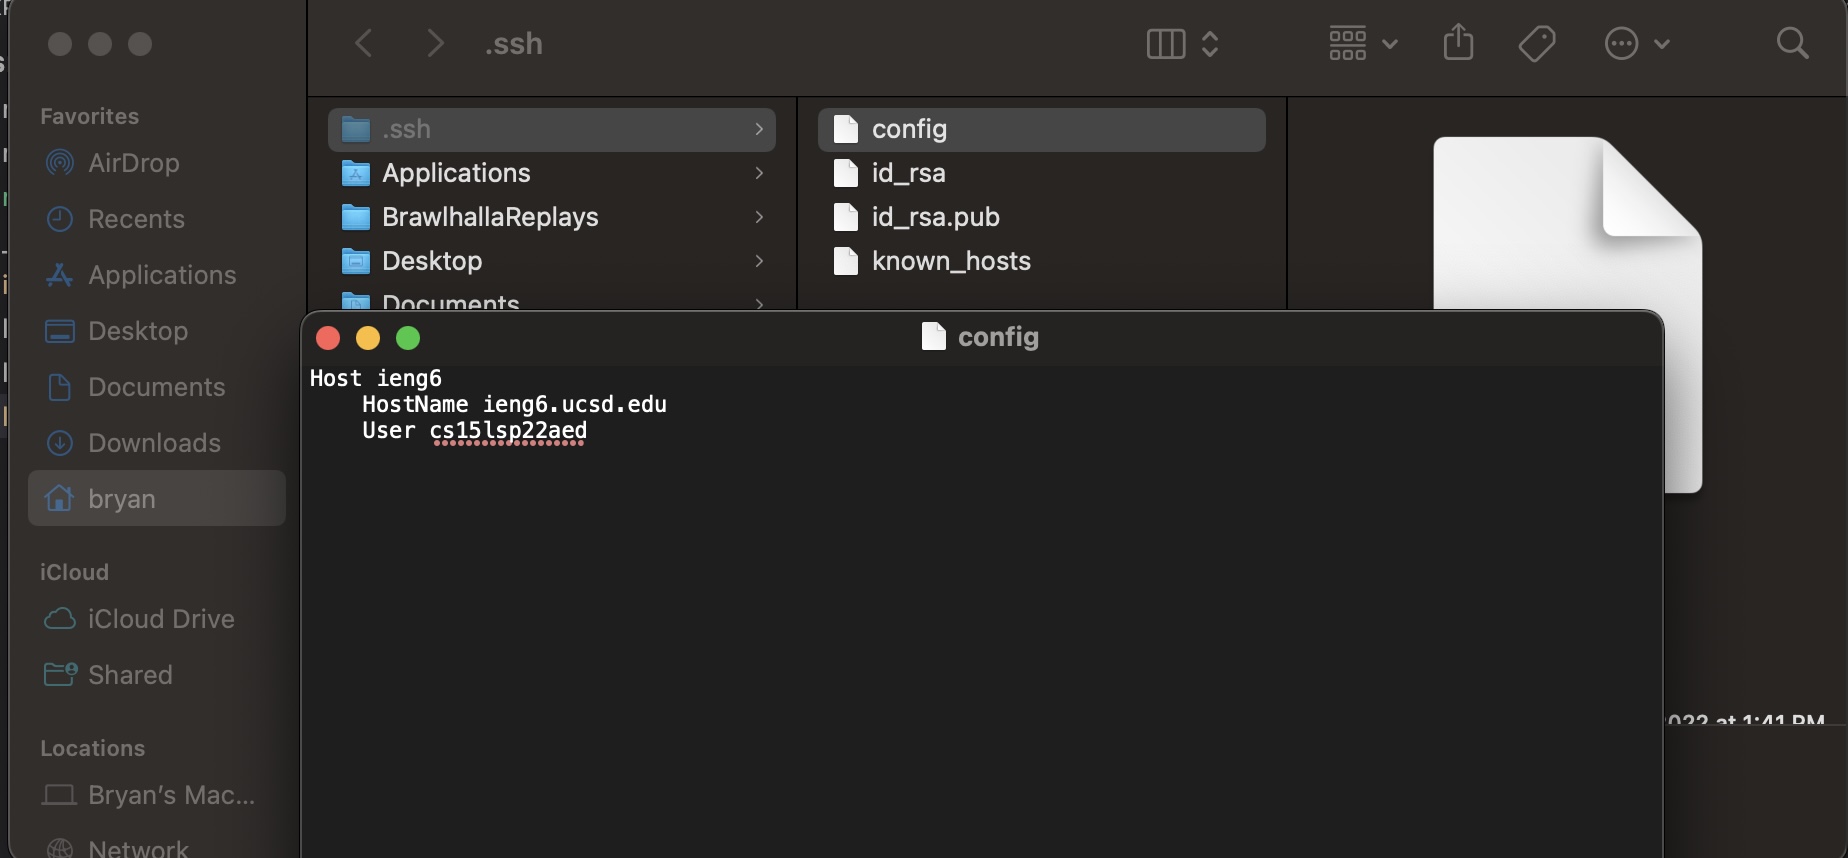 .ssh
Favorites
AirDrop
Recents
Applications
Desktop
Documents
Downloads
bryan
iCloud
iCloud Drive
Shared
Locations
Bryan's Mac...
Network
.ssh
Applications
BrawlhallaReplays
Desktop
Documents
config
id_rsa
id_rsa.pub
known_hosts
config
Host ieng6
HostName ieng6.ucsd.edu
User cs15lsp22aed
2022 at 1:41 PM